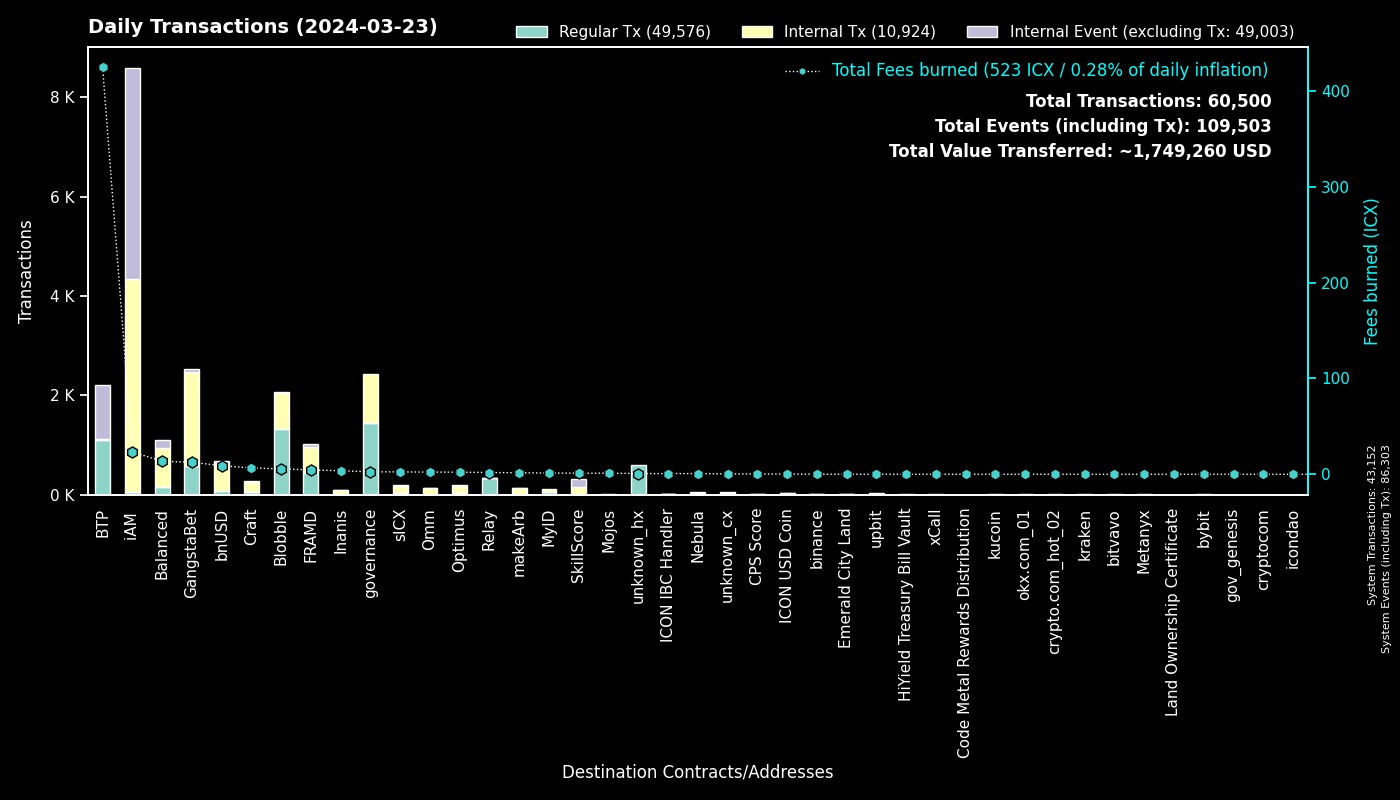 Daily Transactions (2024-03-23)
Regular Tx (49,576)
Internal Tx (10,924)
Internal Event (excluding Tx: 49,003)
Total Fees burned (523 ICX / 0.28% of daily inflation)
Total Transactions: 60,500
Total Events (including Tx): 109,503
Total Value Transferred: ~1,749,260 USD
Transactions
8 K
6 K
4 K
2 K
0 K
400
300
200
100
0
Fees burned (ICX)
System Transactions: 43,152
System Events (including Tx): 86,303
BTP
iAM
Balanced
GangstaBet
bnUSD
Craft
Blobble
FRAMD
Inanis
governance
sICX
Omm
Optimus
Relay
makeArb
MyID
SkillScore
Mojos
unknown_hx
ICON IBC Handler
Nebula
unknown_cx
CPS Score
ICON USD Coin
binance
Emerald City Land
upbit
HiYield Treasury Bill Vault
xCall
Code Metal Rewards Distribution
kucoin
okx.com_01
crypto.com_hot_02
kraken
bitvavo
Metanyx
Land Ownership Certificate
bybit
gov_genesis
cryptocom
icondao
Destination Contracts/Addresses